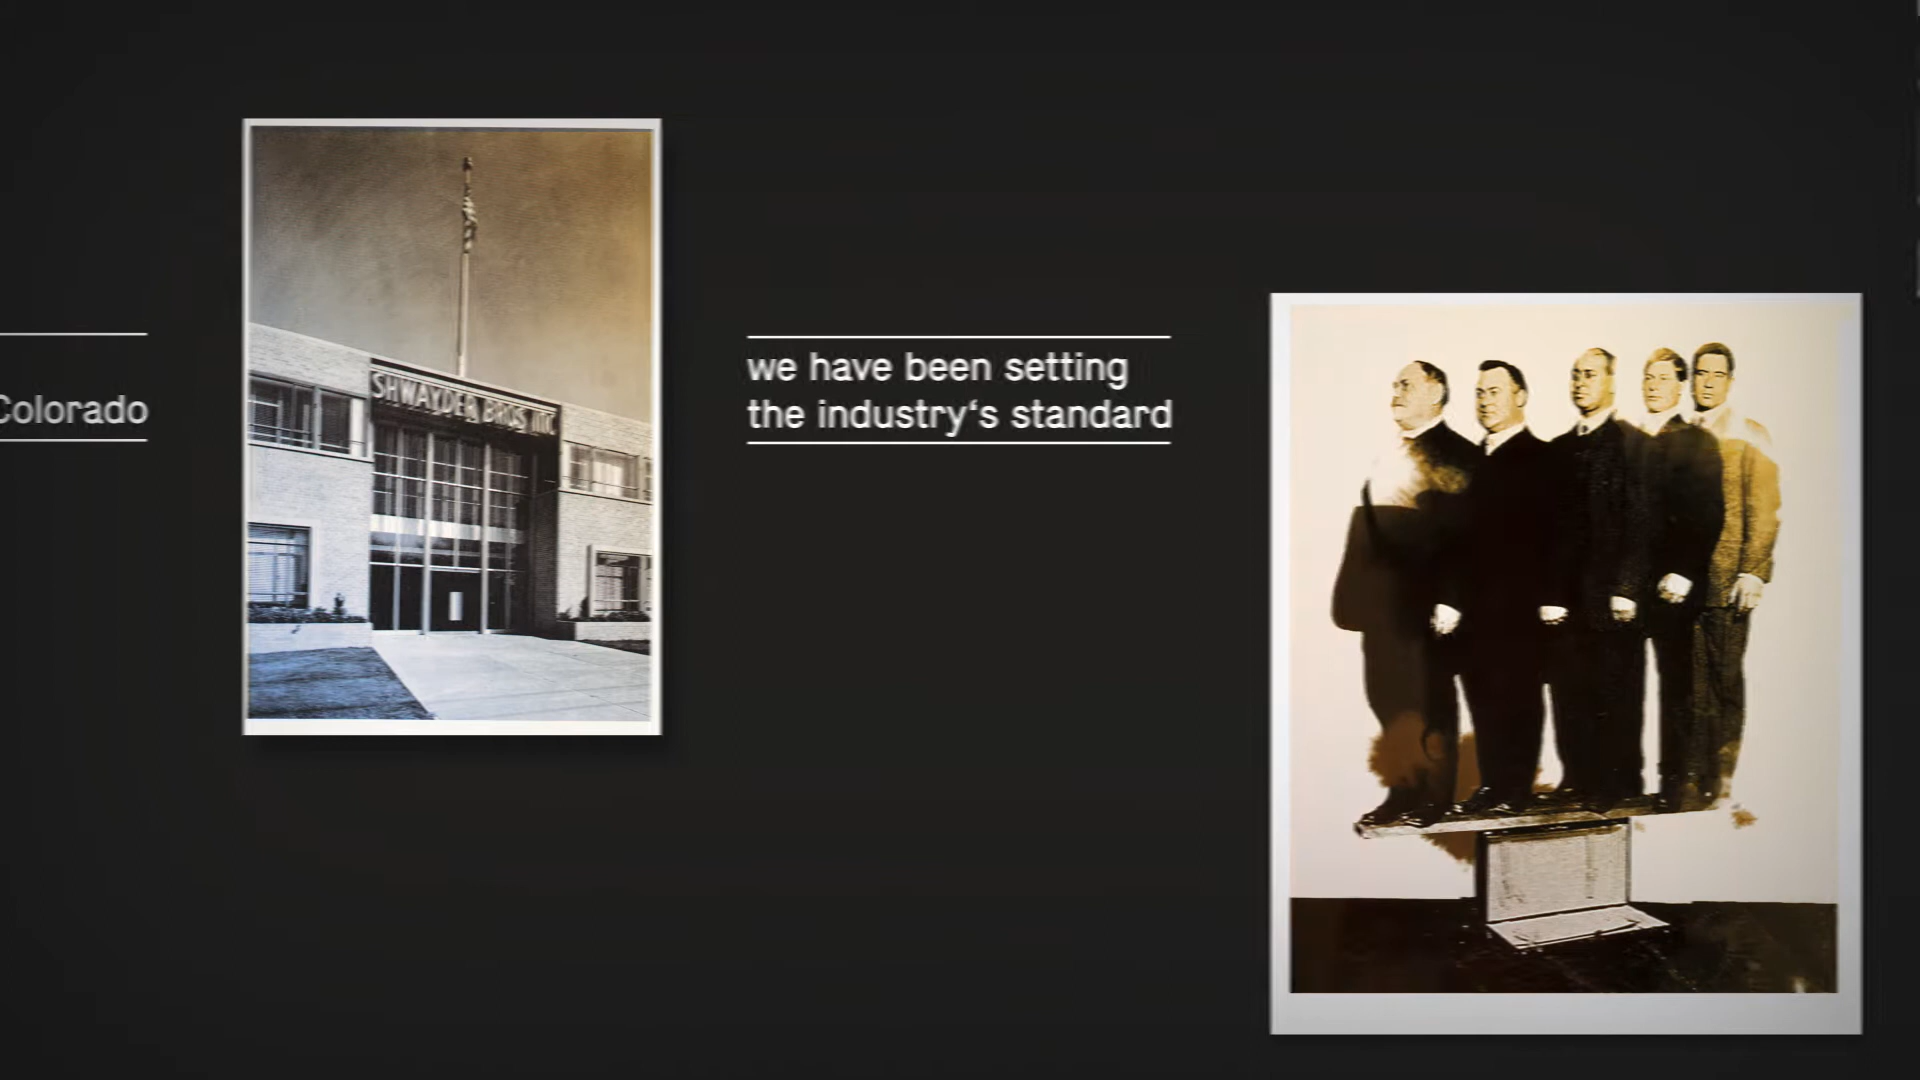 Colorado
SHWAYDER BROS INC
we have been setting
the industry‘s standard